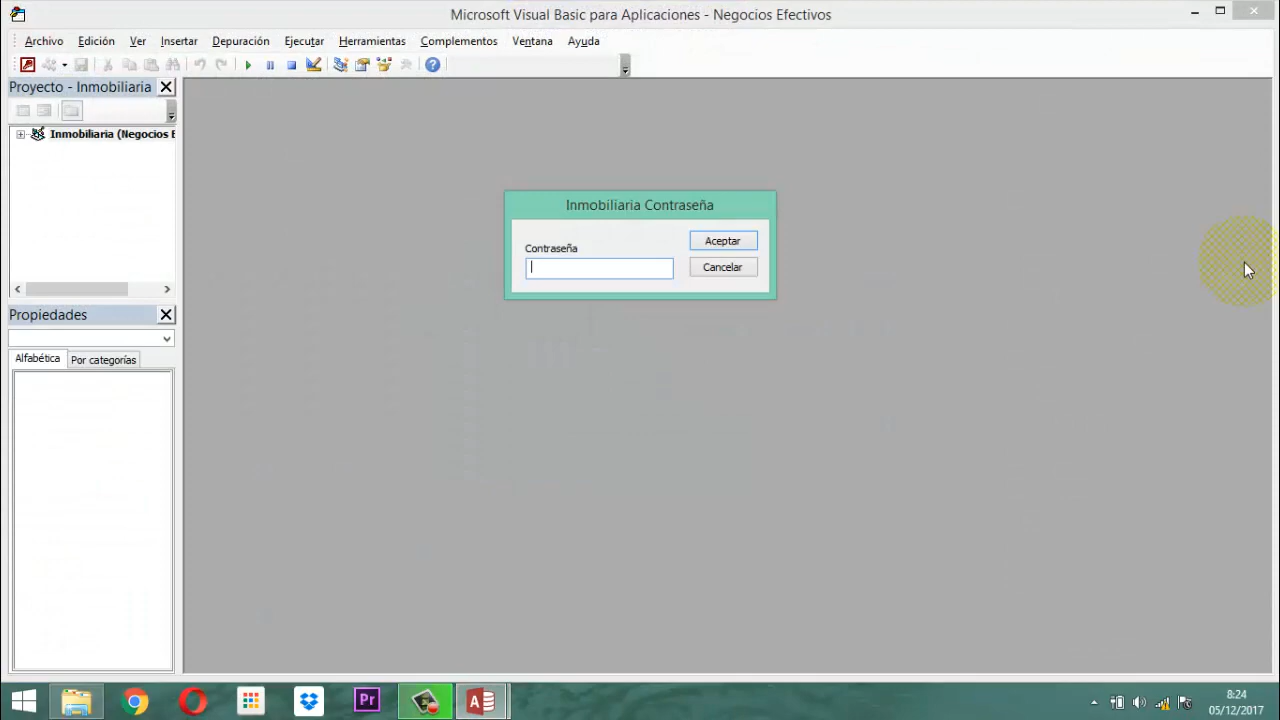 Microsoft Visual Basic para Aplicaciones - Negocios Efectivos
Archivo Edición Ver Insertar Depuración Ejecutar Herramientas Complementos Ventana Ayuda
Proyecto - Inmobiliaria
Inmobiliaria (Negocios E
Inmobiliaria Contraseña
Contraseña
Aceptar
Cancelar
Propiedades
Alfabética Por categorías
Pr
A
8:24
05/12/2017